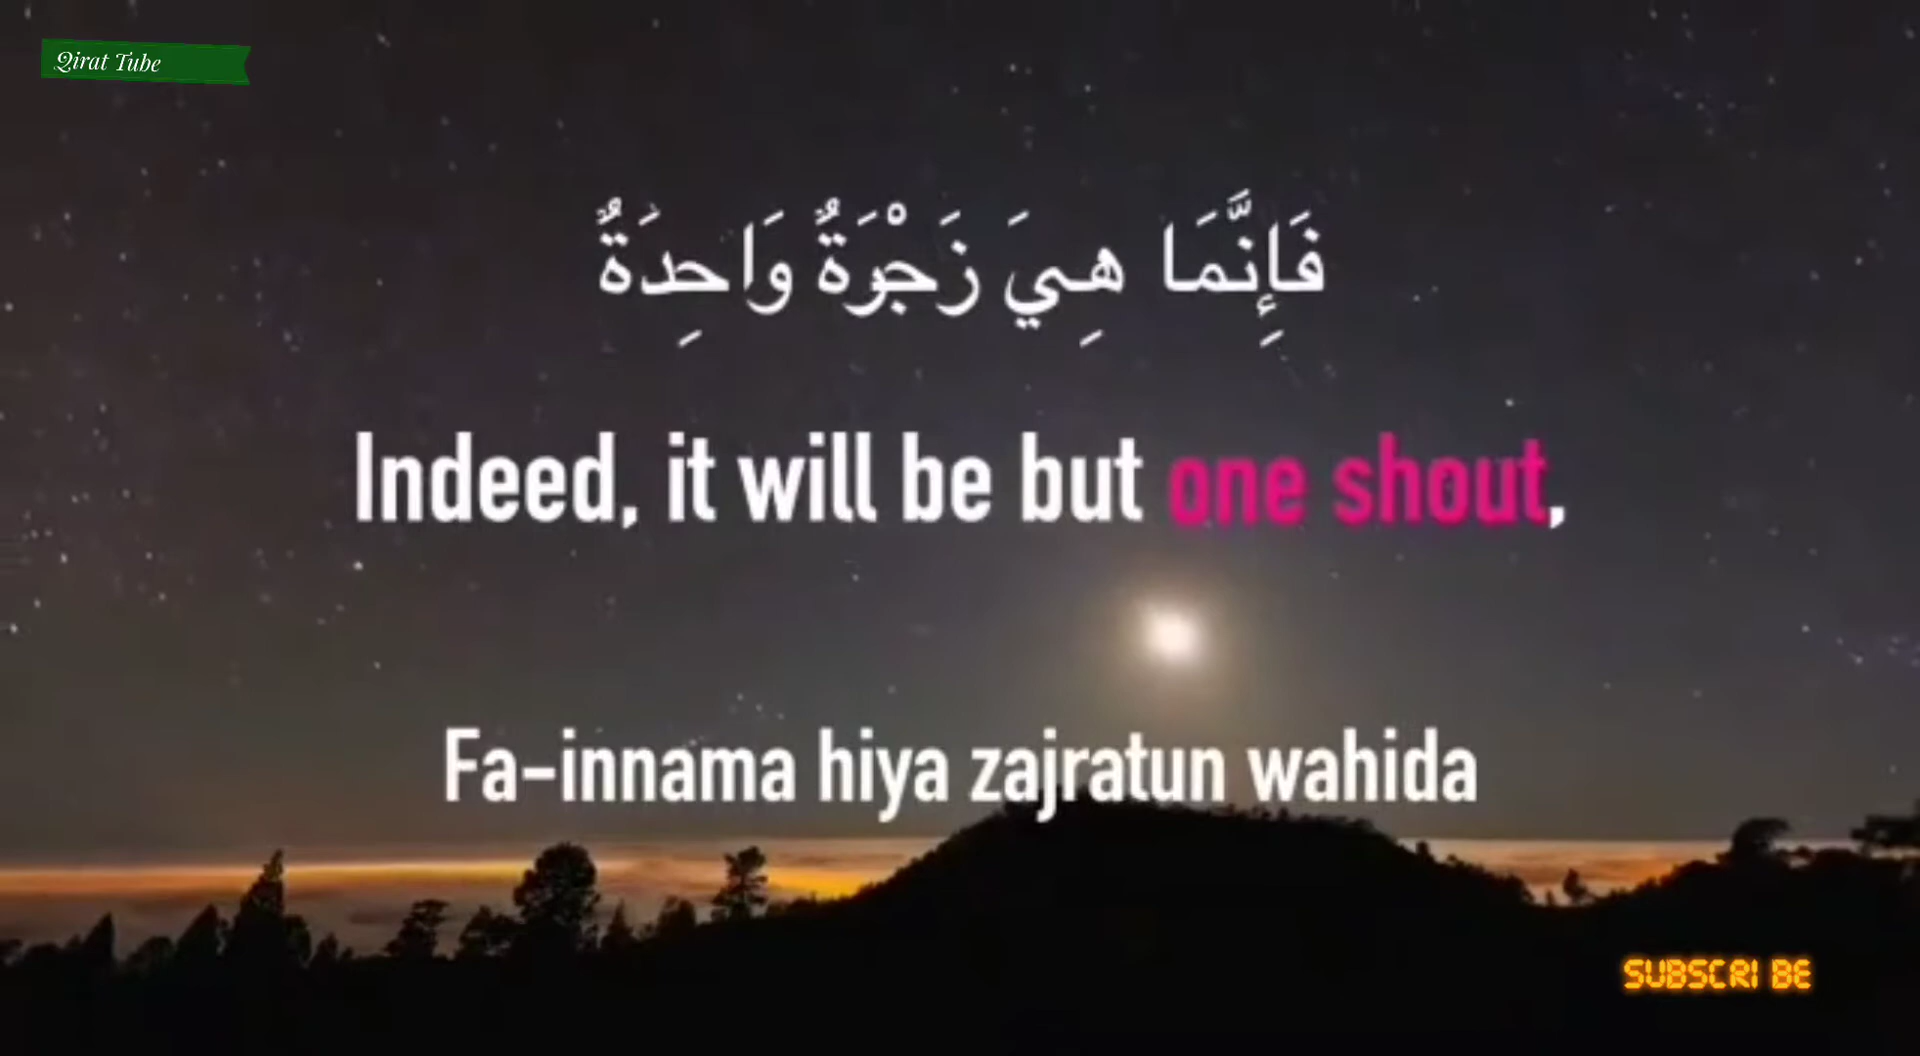 Qirat Tube
فَإِنَّمَا هِيَ زَجْرَةٌ وَاحِدَةٌ
Indeed, it will be but one shout,
Fa-innama hiya zajratun wahida
SUBSCRI BE